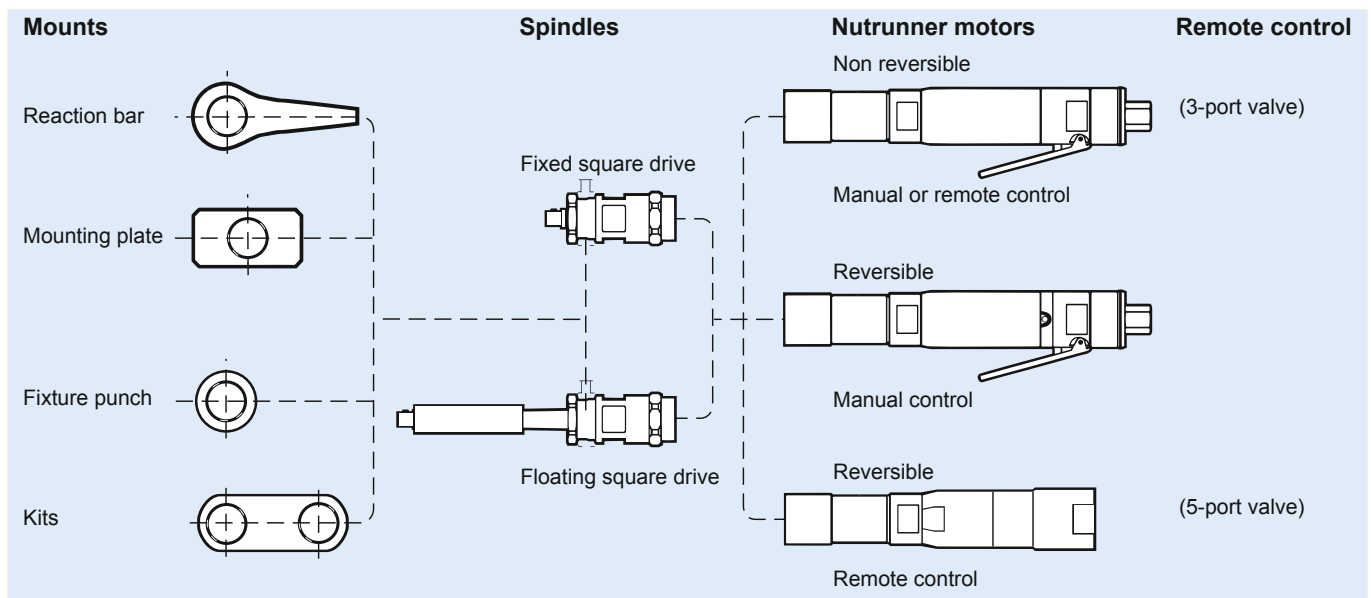 Mounts
Spindles
Nutrunner motors
Remote control
Non reversible
Reaction bar
(3-port valve)
Fixed square drive
Manual or remote control
Mounting plate
Reversible
Fixture punch
Manual control
Floating square drive
Reversible
Kits
(5-port valve)
Remote control